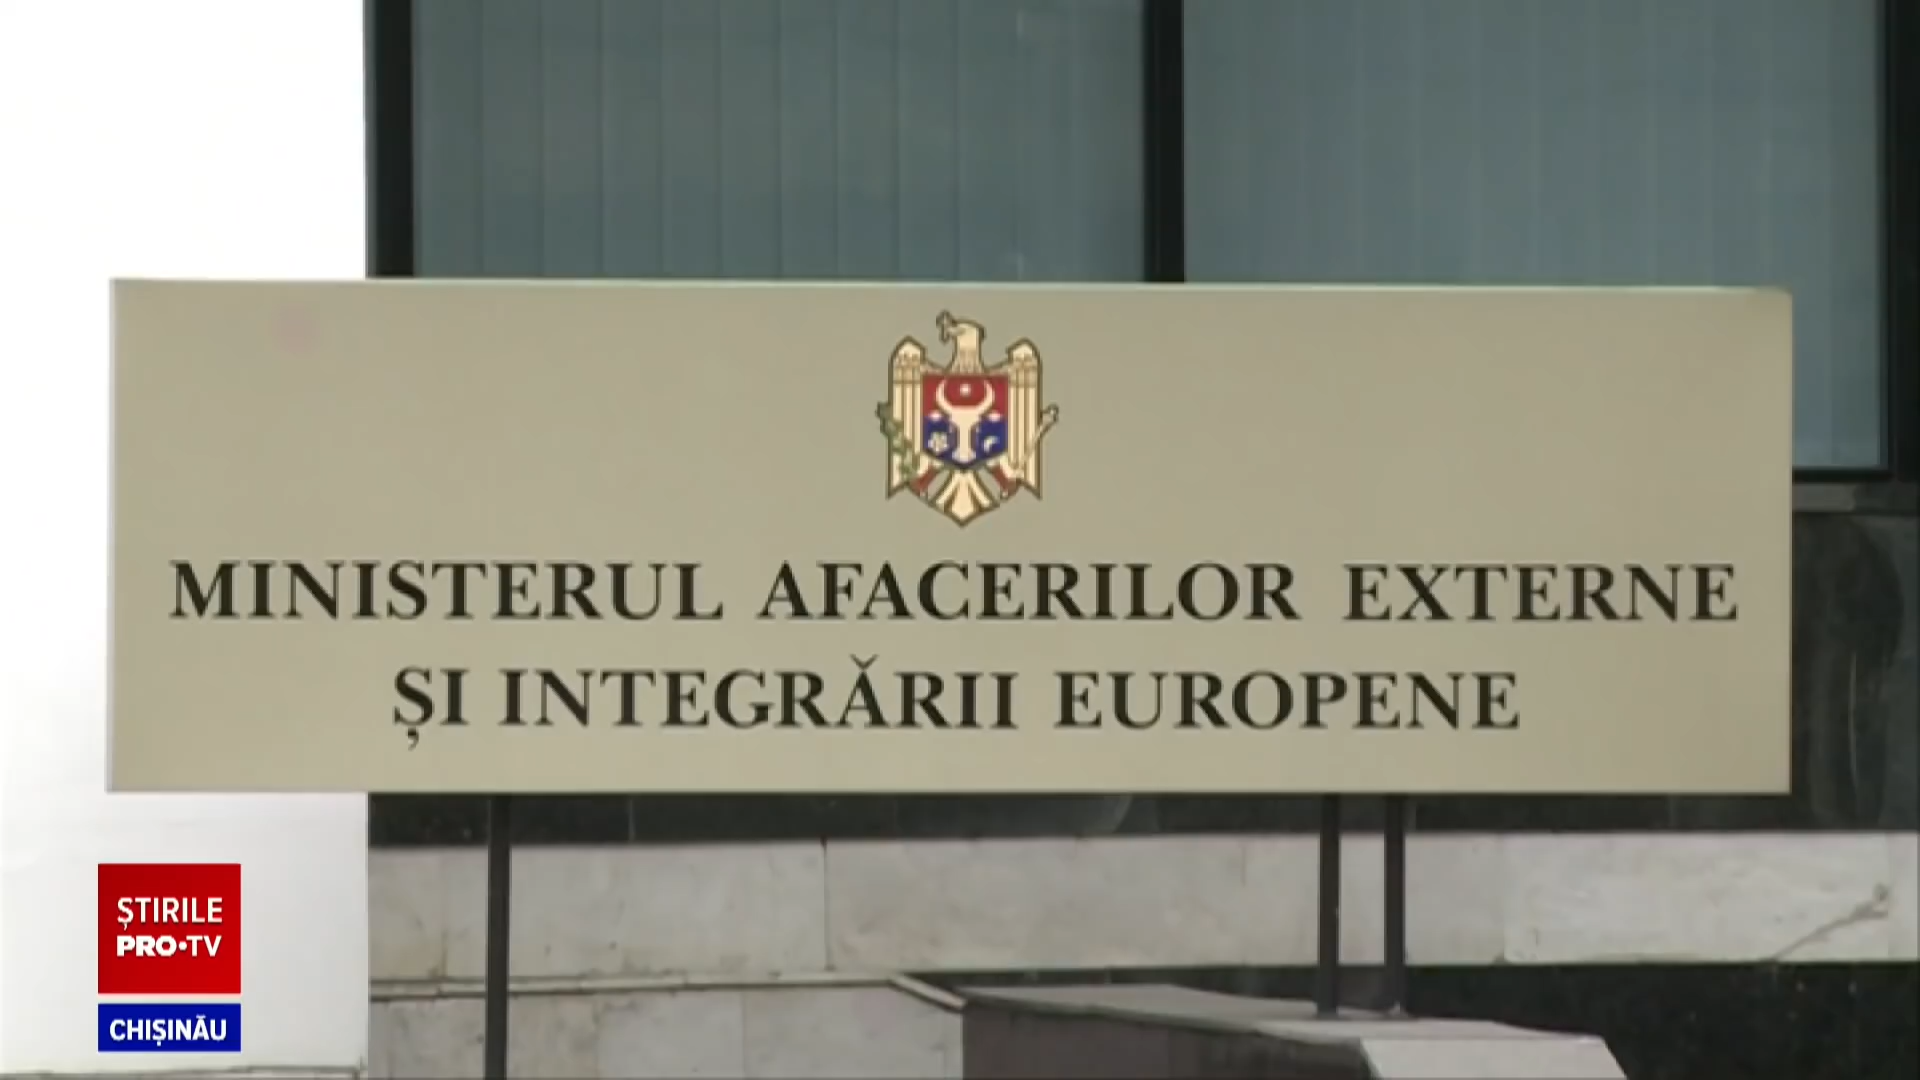 MINISTERUL AFACERILOR EXTERNE
ȘI INTEGRĂRII EUROPENE
ȘTIRILE
PRO•TV
CHIȘINĂU